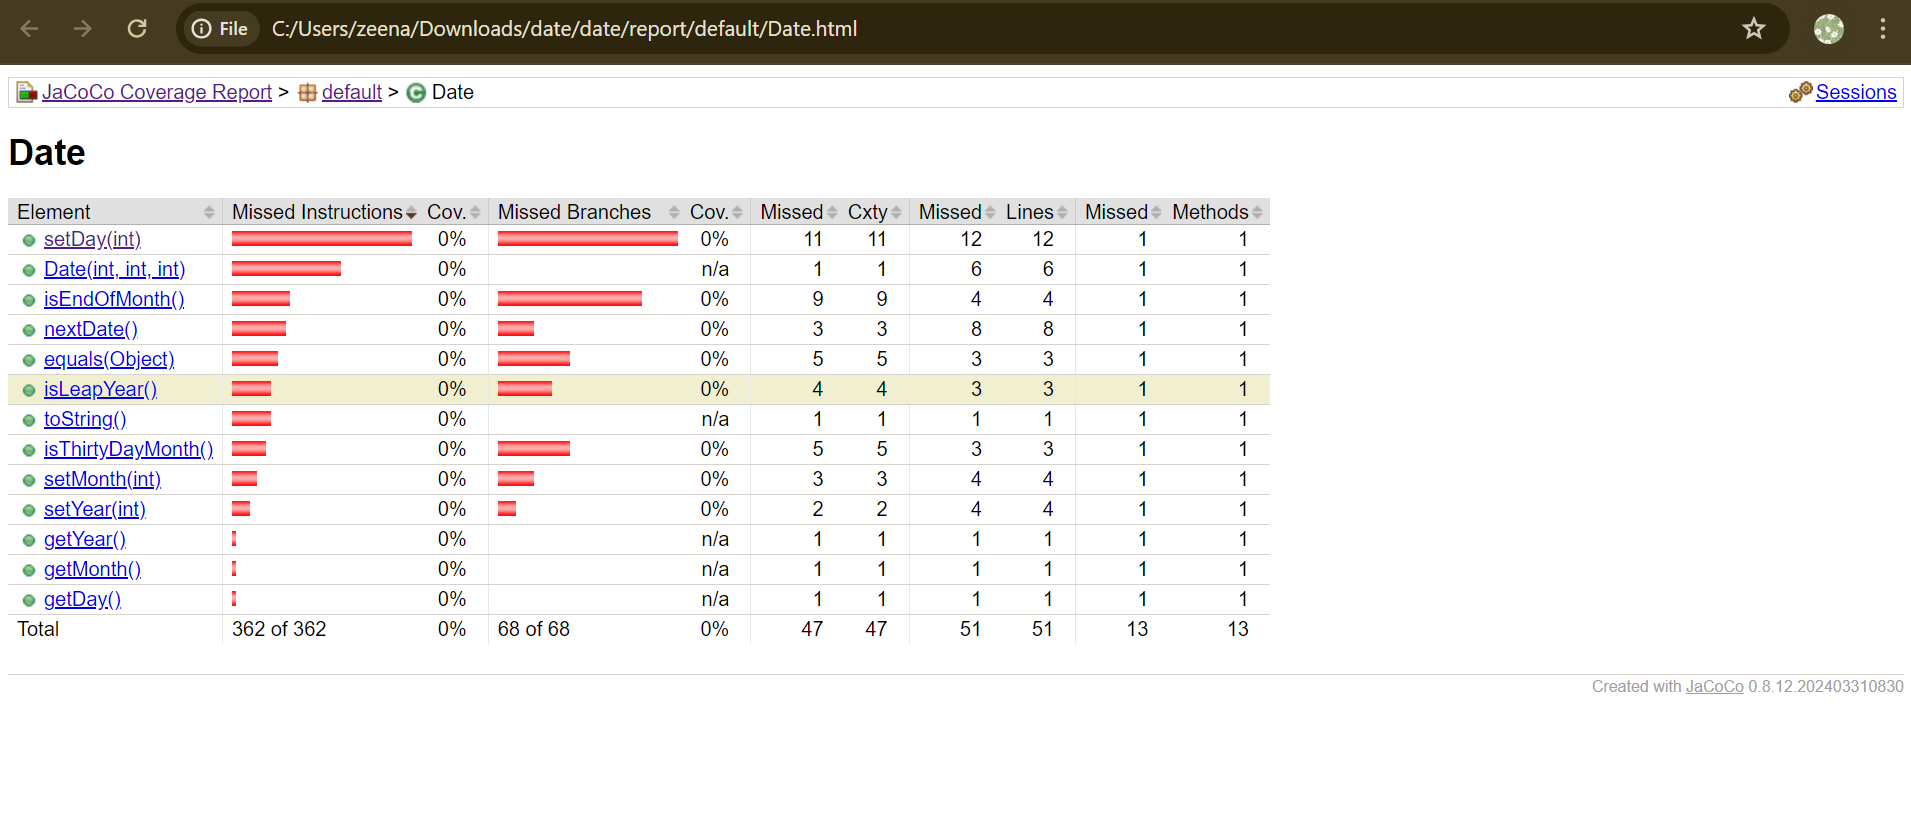 File C:/Users/zeena/Downloads/date/date/report/default/Date.html
JaCoCo Coverage Report > default > Date Sessions
Date
Element Missed Instructions Cov. Missed Branches Cov. Missed Cxty Missed Lines Missed Methods
setDay(int) 0% 0% 11 11 12 12 1 1
Date(int, int, int) 0% n/a 1 1 6 6 1 1
isEndOfMonth() 0% 0% 9 9 4 4 1 1
nextDate() 0% 0% 3 3 8 8 1 1
equals(Object) 0% 0% 5 5 3 3 1 1
isLeapYear() 0% 0% 4 4 3 3 1 1
toString() 0% n/a 1 1 1 1 1 1
isThirtyDayMonth() 0% 0% 5 5 3 3 1 1
setMonth(int) 0% 0% 3 3 4 4 1 1
setYear(int) 0% 0% 2 2 4 4 1 1
getYear() 0% n/a 1 1 1 1 1 1
getMonth() 0% n/a 1 1 1 1 1 1
getDay() 0% n/a 1 1 1 1 1 1
Total 362 of 362 0% 68 of 68 0% 47 47 51 51 13 13
Created with JaCoCo 0.8.12.202403310830